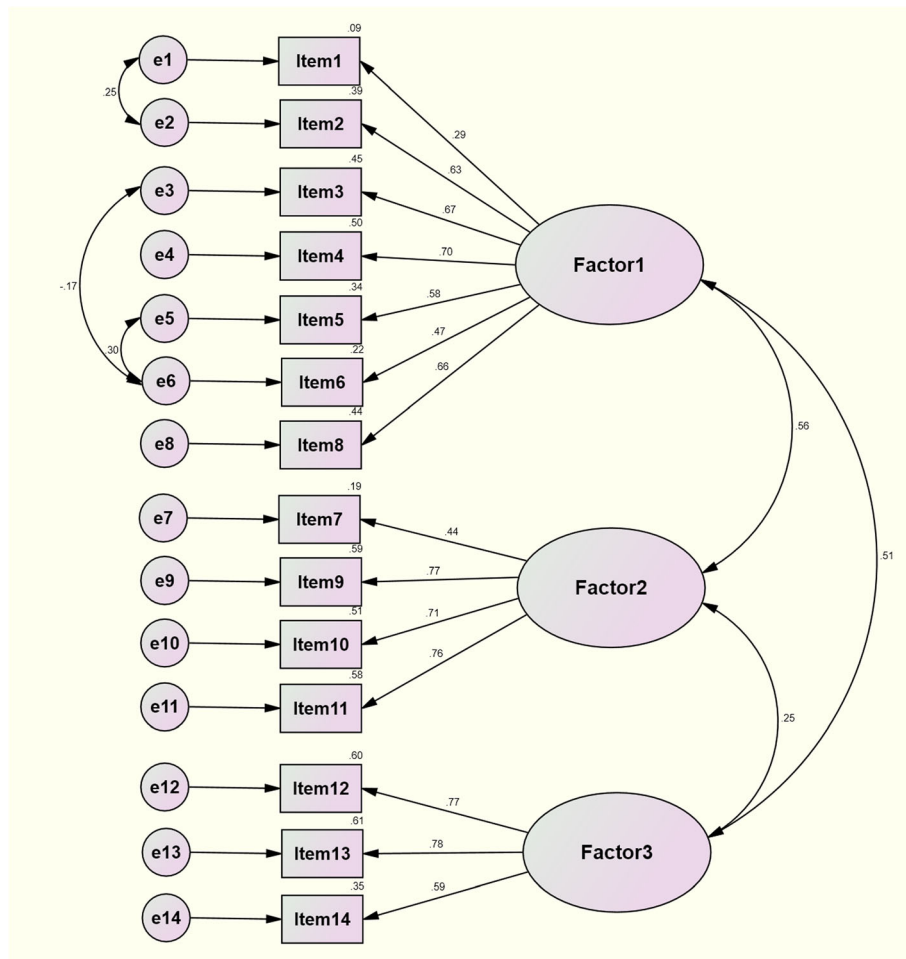 .09
e1
Item1
.25
.39
e2
Item2
.29
.63
.45
e3
Item3
.67
.50
e4
Item4
.70
Factor1
-.17
.34
e5
Item5
.58
.30
.22
e6
Item6
.47
.66
.44
e8
Item8
.56
.19
e7
Item7
.44
.51
.59
e9
Item9
.77
Factor2
.51
e10
Item10
.71
.76
.58
e11
Item11
.25
.60
e12
Item12
.77
.61
e13
Item13
.78
Factor3
.35
e14
Item14
.59